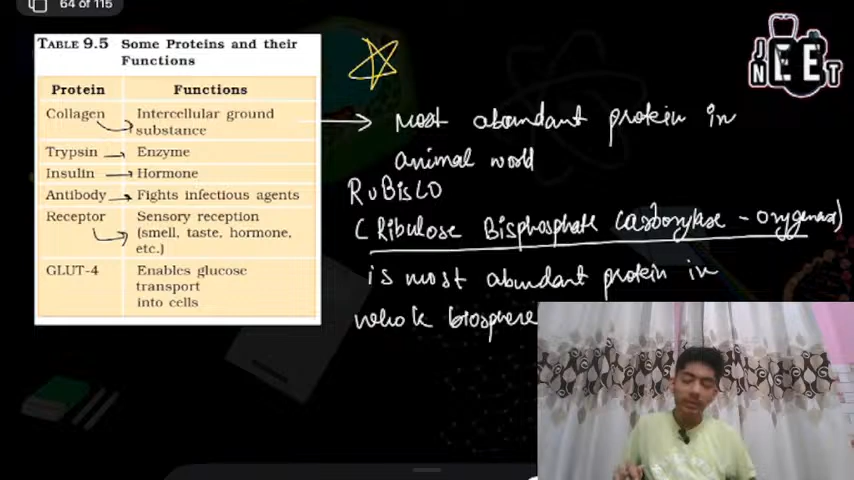 64 of 115
TABLE 9.5 Some Proteins and their
Functions
Protein Functions
Collagen Intercellular ground
substance
Trypsin Enzyme
Insulin Hormone
Antibody Fights infectious agents
Receptor Sensory reception
(smell, taste, hormone,
etc.)
GLUT-4 Enables glucose
transport
into cells
most abundant protein in
animal world
RuBisCO
(Ribulose Bisphosphate Carboxylase - oxygenase)
is most abundant protein in
whole biosphere
J
NEET